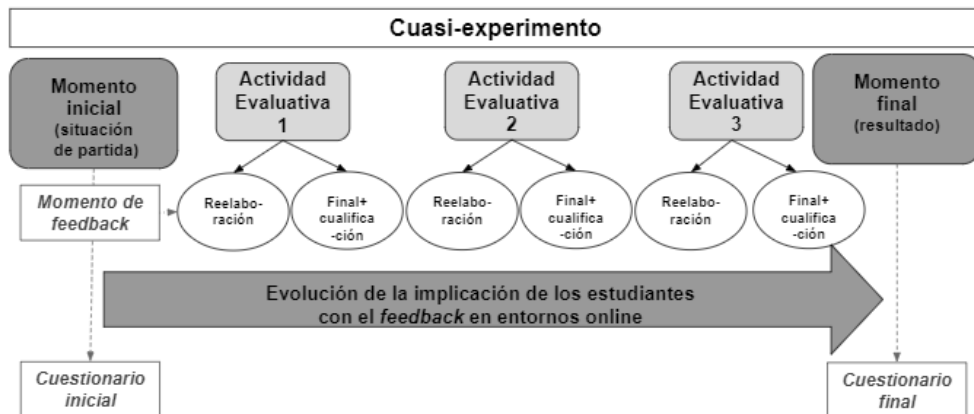 Cuasi-experimento
Momento
inicial
(situación
de partida)
Actividad
Evaluativa
1
Actividad
Evaluativa
2
Actividad
Evaluativa
3
Momento
final
(resultado)
Momento de
feedback
Reelabo-
ración
Final+
cualifica
-ción
Reelabo-
ración
Final+
cualifica
-ción
Reelabo-
ración
Final+
cualifica
-ción
Evolución de la implicación de los estudiantes
con el feedback en entornos online
Cuestionario
inicial
Cuestionario
final